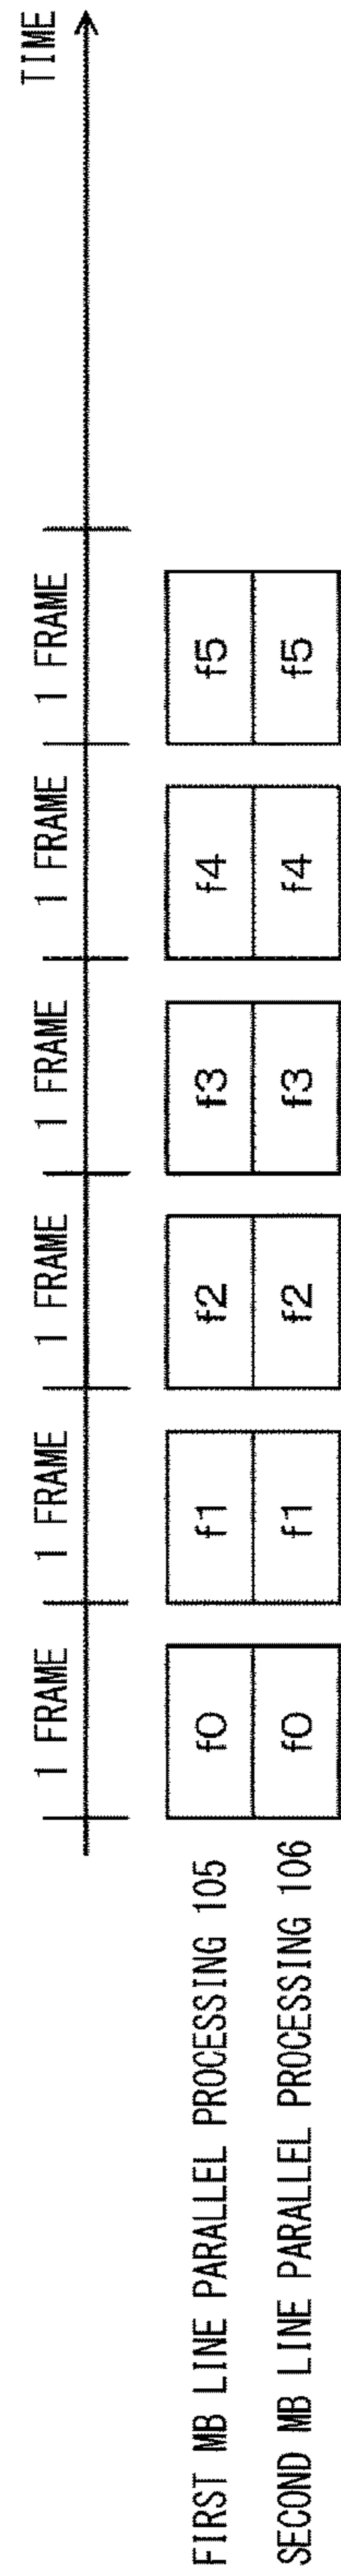 TIME
1 FRAME 1 FRAME 1 FRAME 1 FRAME 1 FRAME 1 FRAME
FIRST MB LINE PARALLEL PROCESSING 105 f0 f1 f2 f3 f4 f5
SECOND MB LINE PARALLEL PROCESSING 106 f0 f1 f2 f3 f4 f5